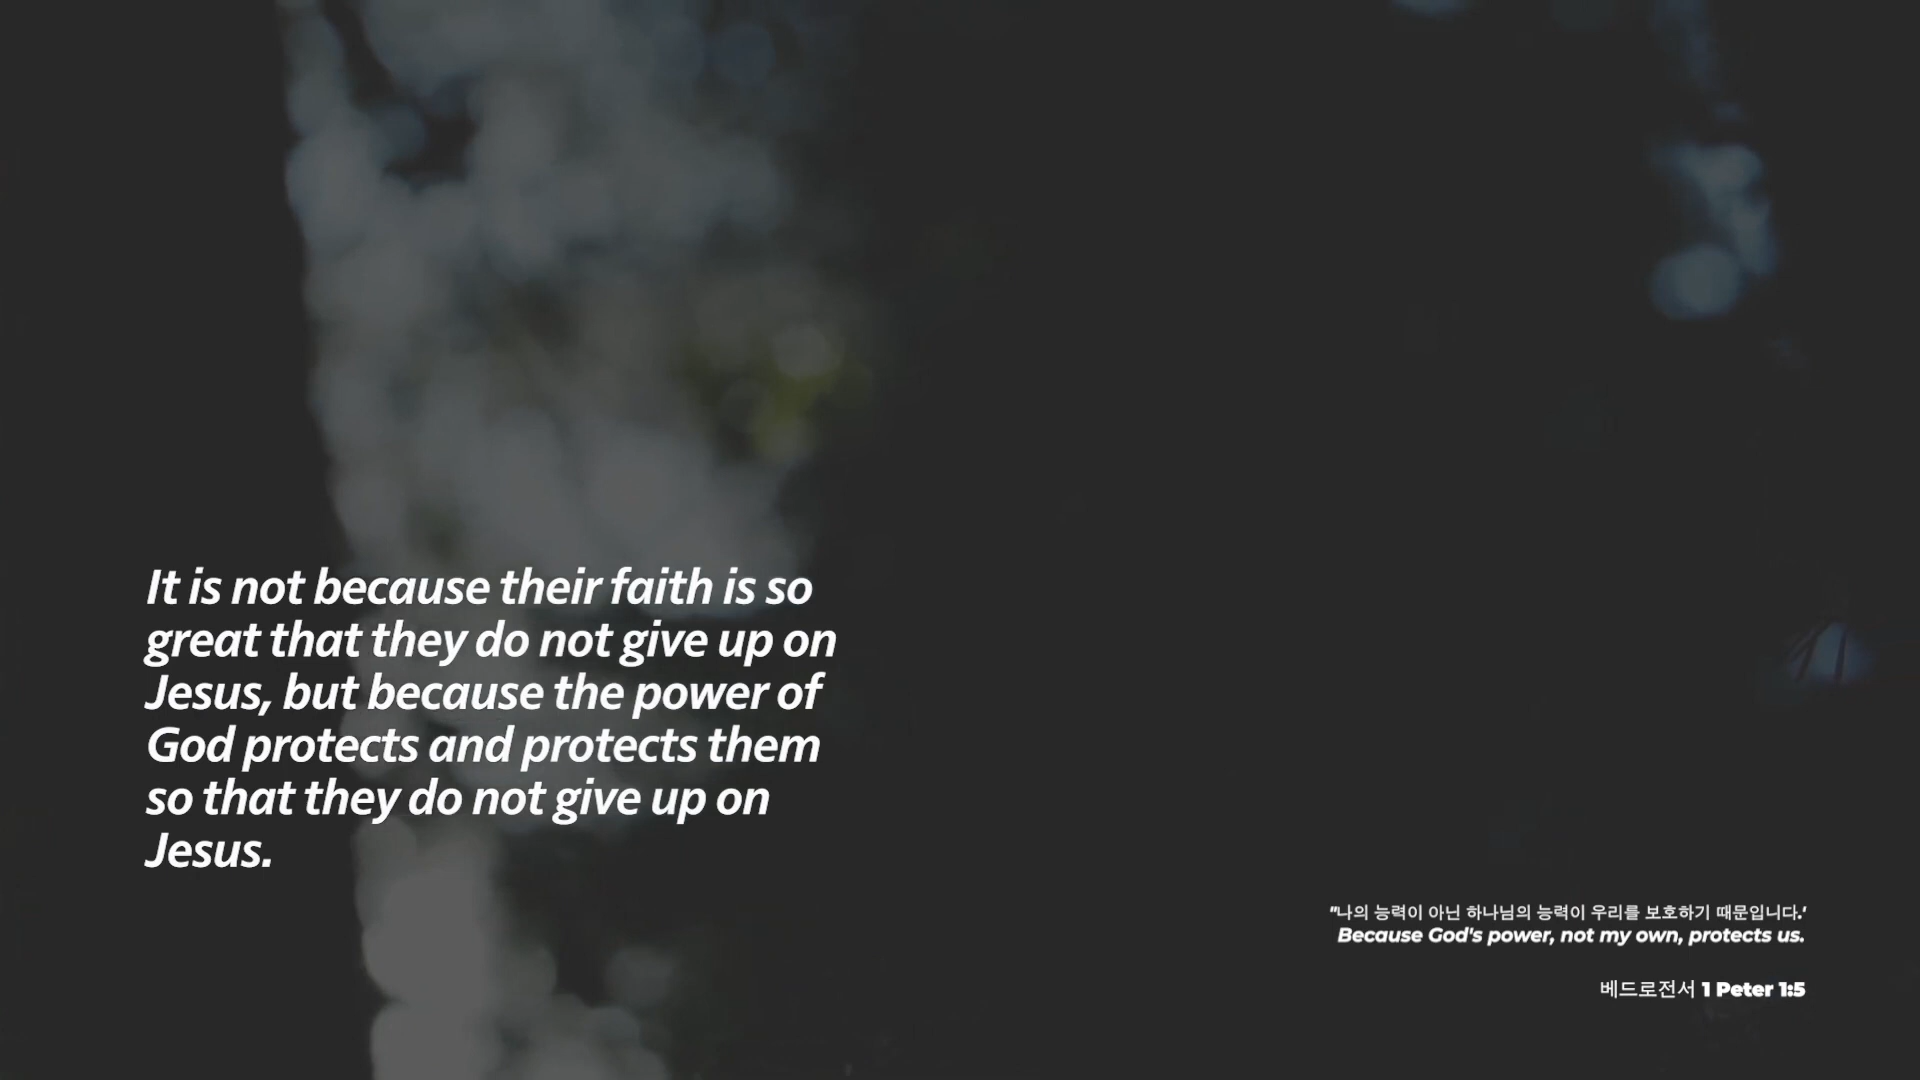 It is not because their faith is so
great that they do not give up on
Jesus, but because the power of
God protects and protects them
so that they do not give up on
Jesus.
"나의 능력이 아닌 하나님의 능력이 우리를 보호하기 때문입니다.'
Because God's power, not my own, protects us.
베드로전서 1 Peter 1:5